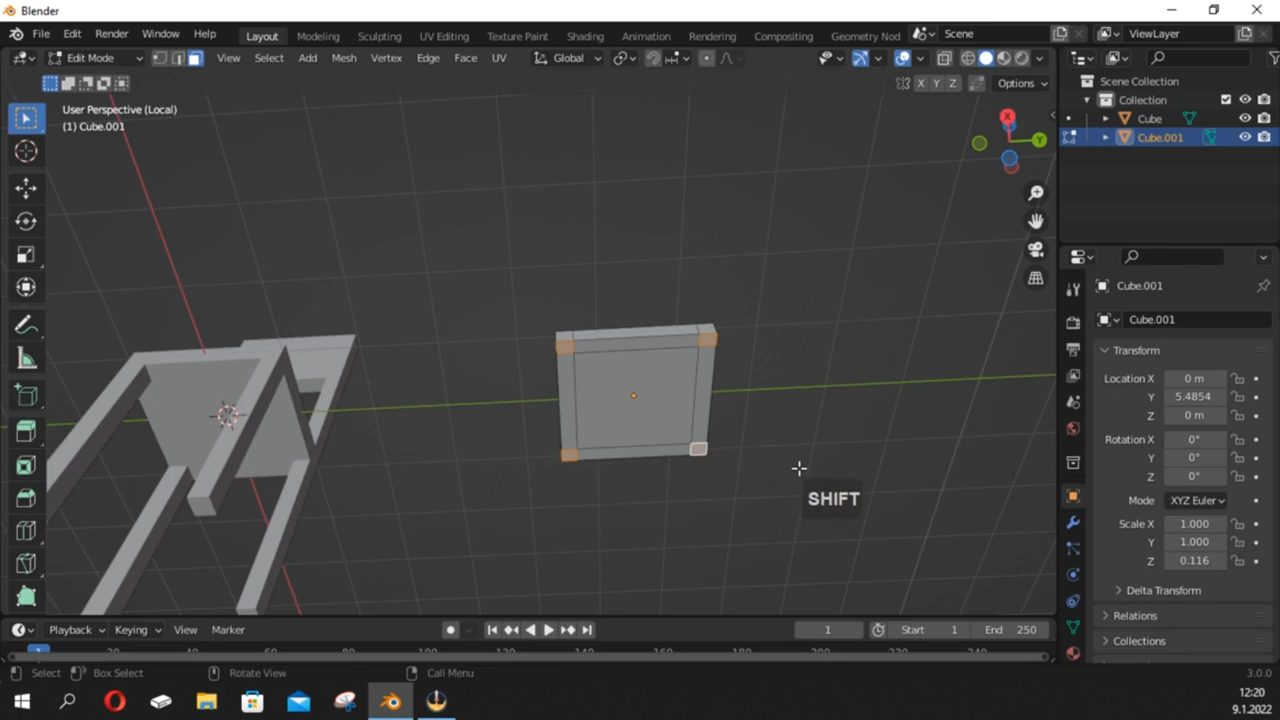 Blender
File Edit Render Window Help Layout Modeling Sculpting UV Editing Texture Paint Shading Animation Rendering Compositing Geometry Nod Scene ViewLayer
Edit Mode View Select Add Mesh Vertex Edge Face UV Global
X Y Z Options
User Perspective (Local)
(1) Cube.001
Scene Collection
Collection
Cube
Cube.001
X
Y
Cube.001
Cube.001
Transform
Location X 0 m
Y 5.4854
Z 0 m
Rotation X 0°
Y 0°
Z 0°
Mode XYZ Euler
Scale X 1.000
Y 1.000
Z 0.116
Delta Transform
Relations
Collections
SHIFT
Playback Keying View Marker 1 Start 1 End 250
1
Select Box Select Rotate View Call Menu 3.0.0
12:20
9.1.2022